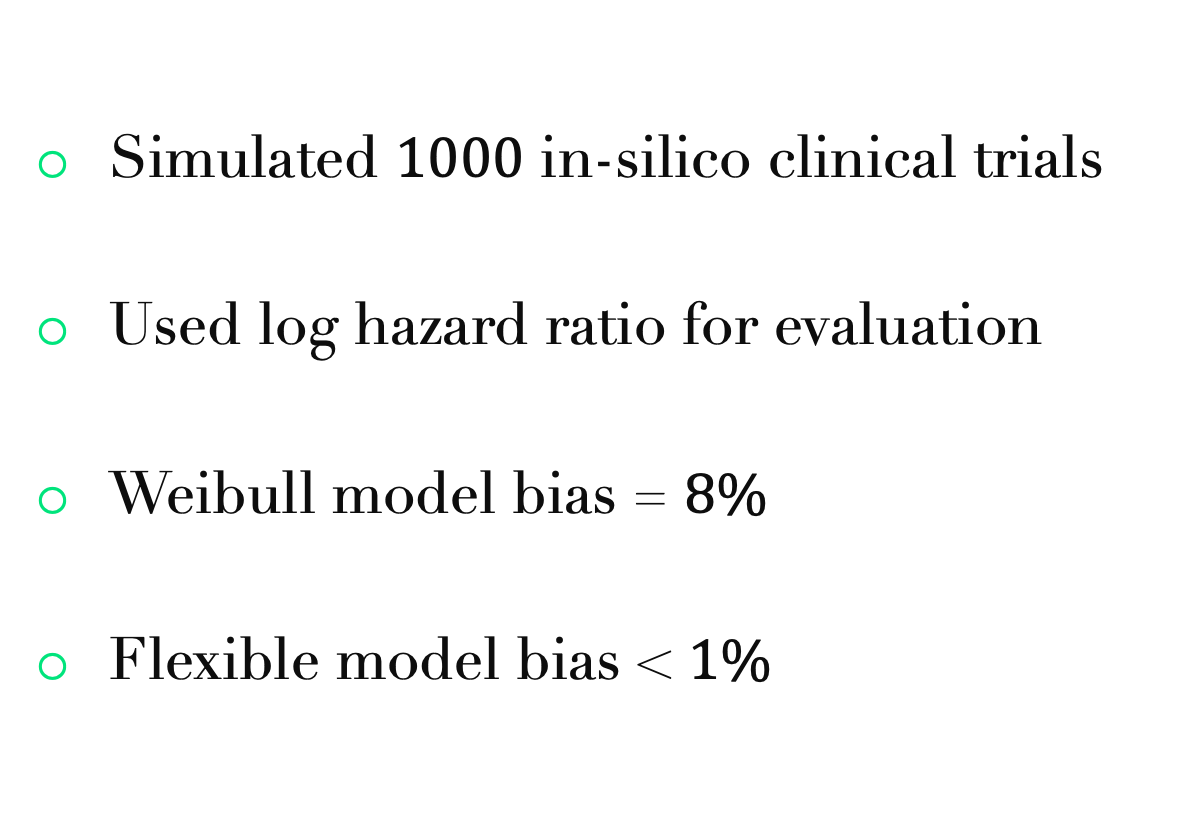 Simulated 1000 in-silico clinical trials
Used log hazard ratio for evaluation
Weibull model bias = 8%
Flexible model bias < 1%